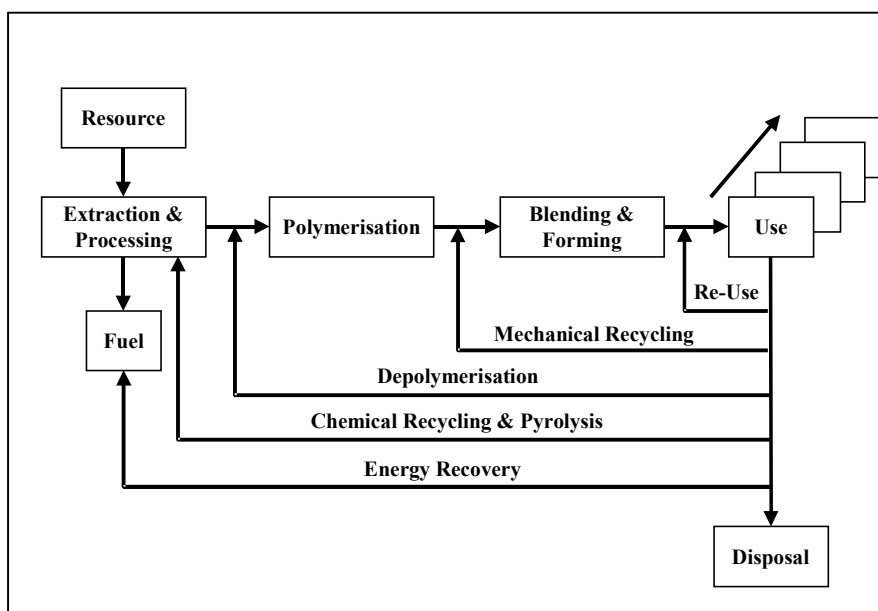 Resource
Extraction &
Processing
Polymerisation
Blending &
Forming
Use
Re-Use
Fuel
Mechanical Recycling
Depolymerisation
Chemical Recycling & Pyrolysis
Energy Recovery
Disposal